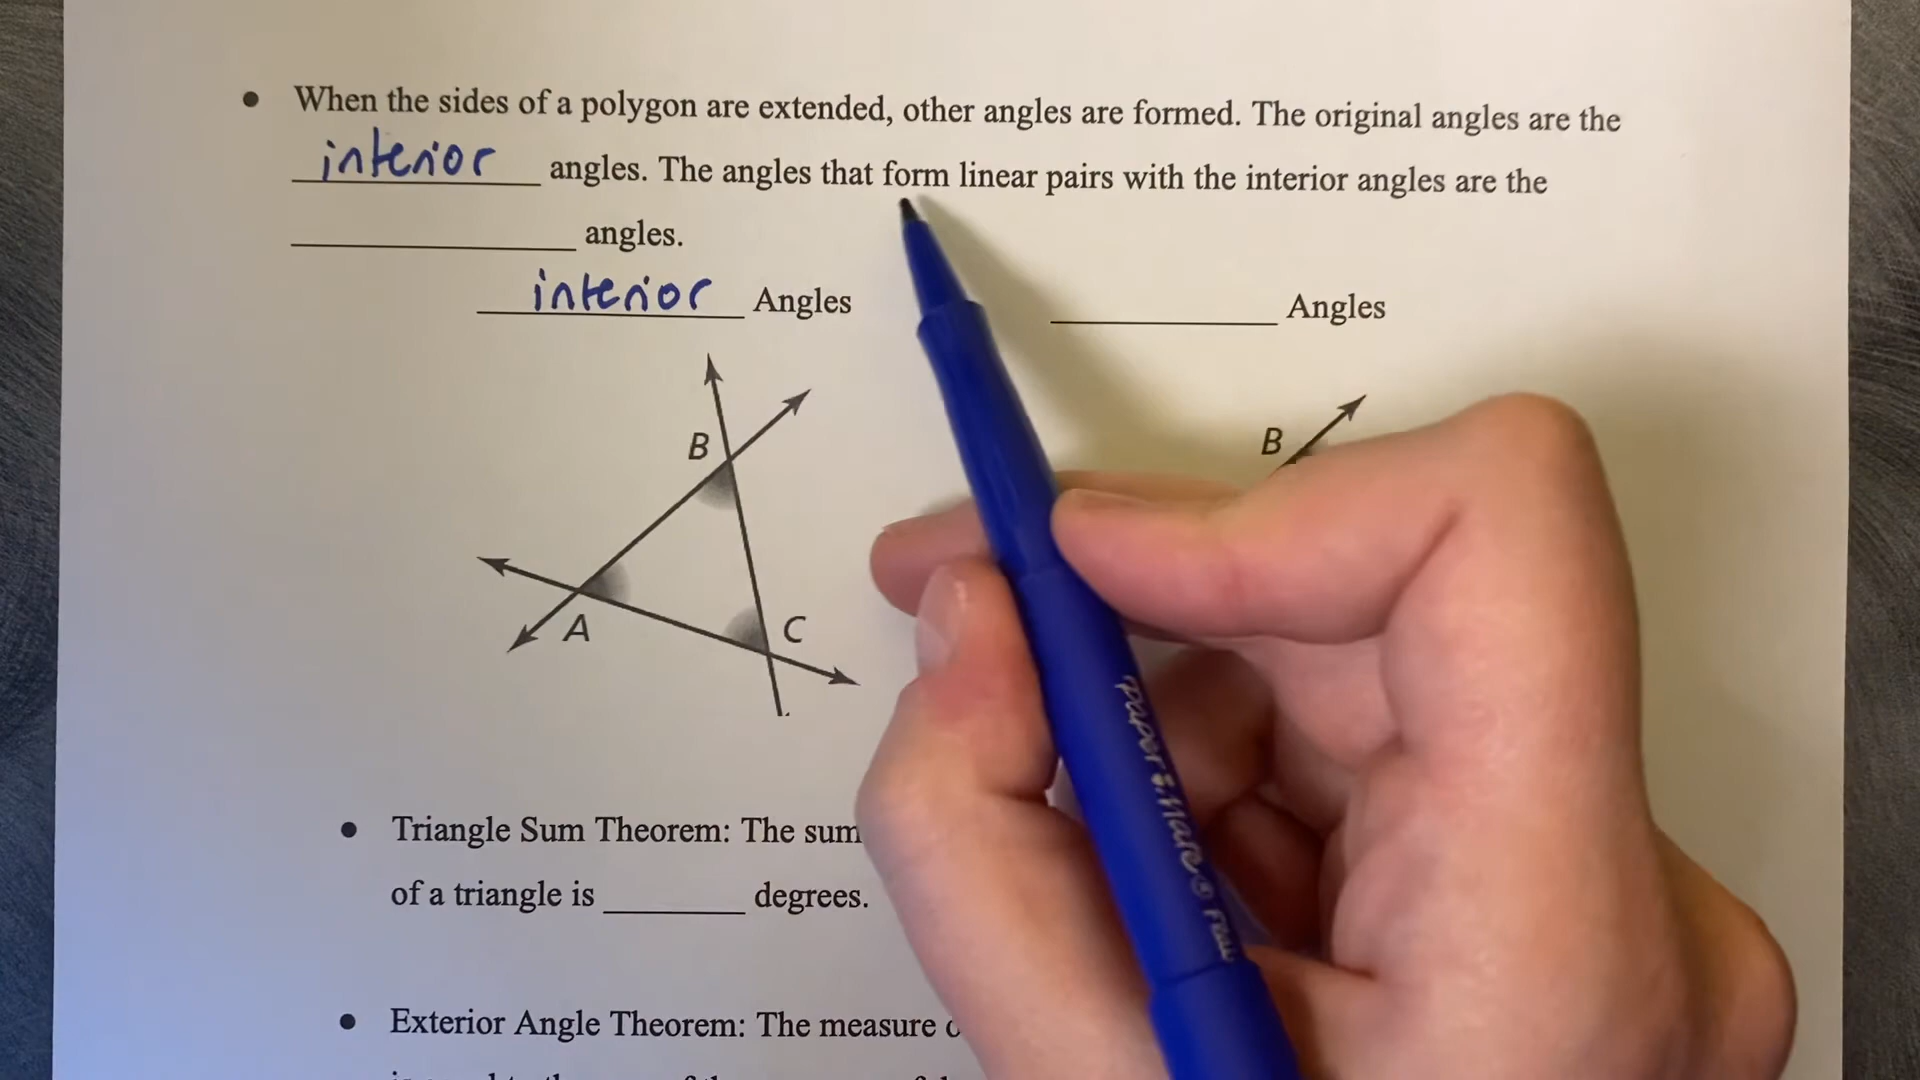 When the sides of a polygon are extended, other angles are formed. The original angles are the
interior angles. The angles that form linear pairs with the interior angles are the
angles.
interior Angles
Angles
B
B
A
C
Triangle Sum Theorem: The sum
of a triangle is degrees.
Exterior Angle Theorem: The measure
paper mate Flair